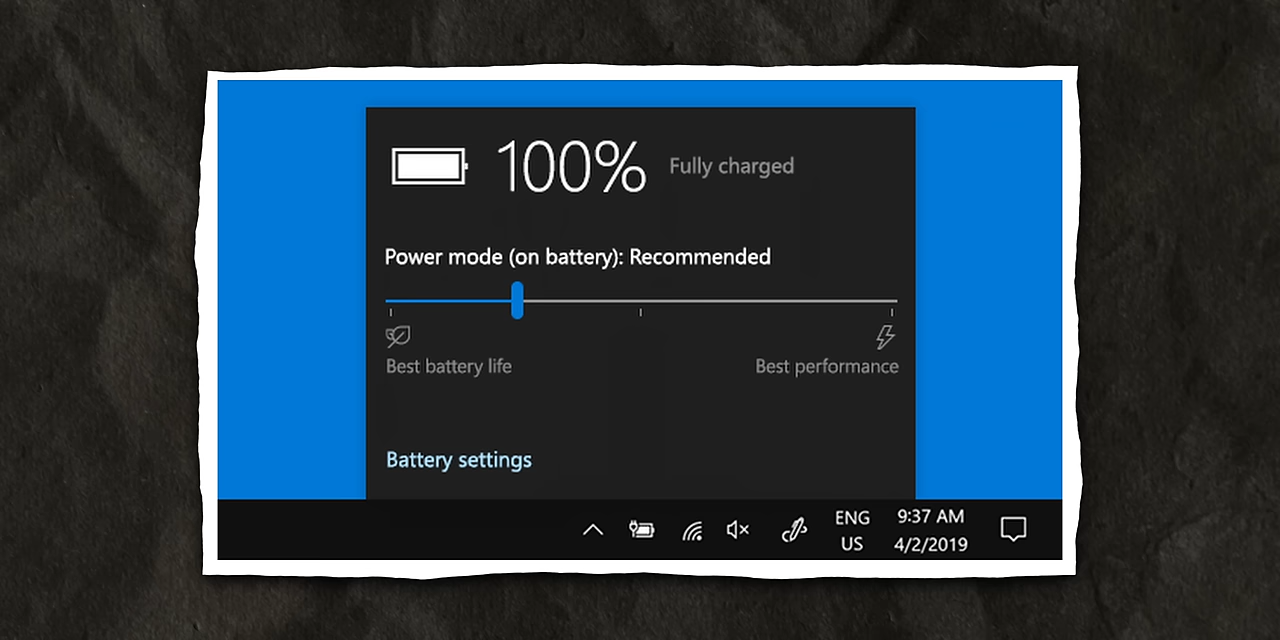 100% Fully charged
Power mode (on battery): Recommended
Best battery life
Best performance
Battery settings
ENG
US
9:37 AM
4/2/2019